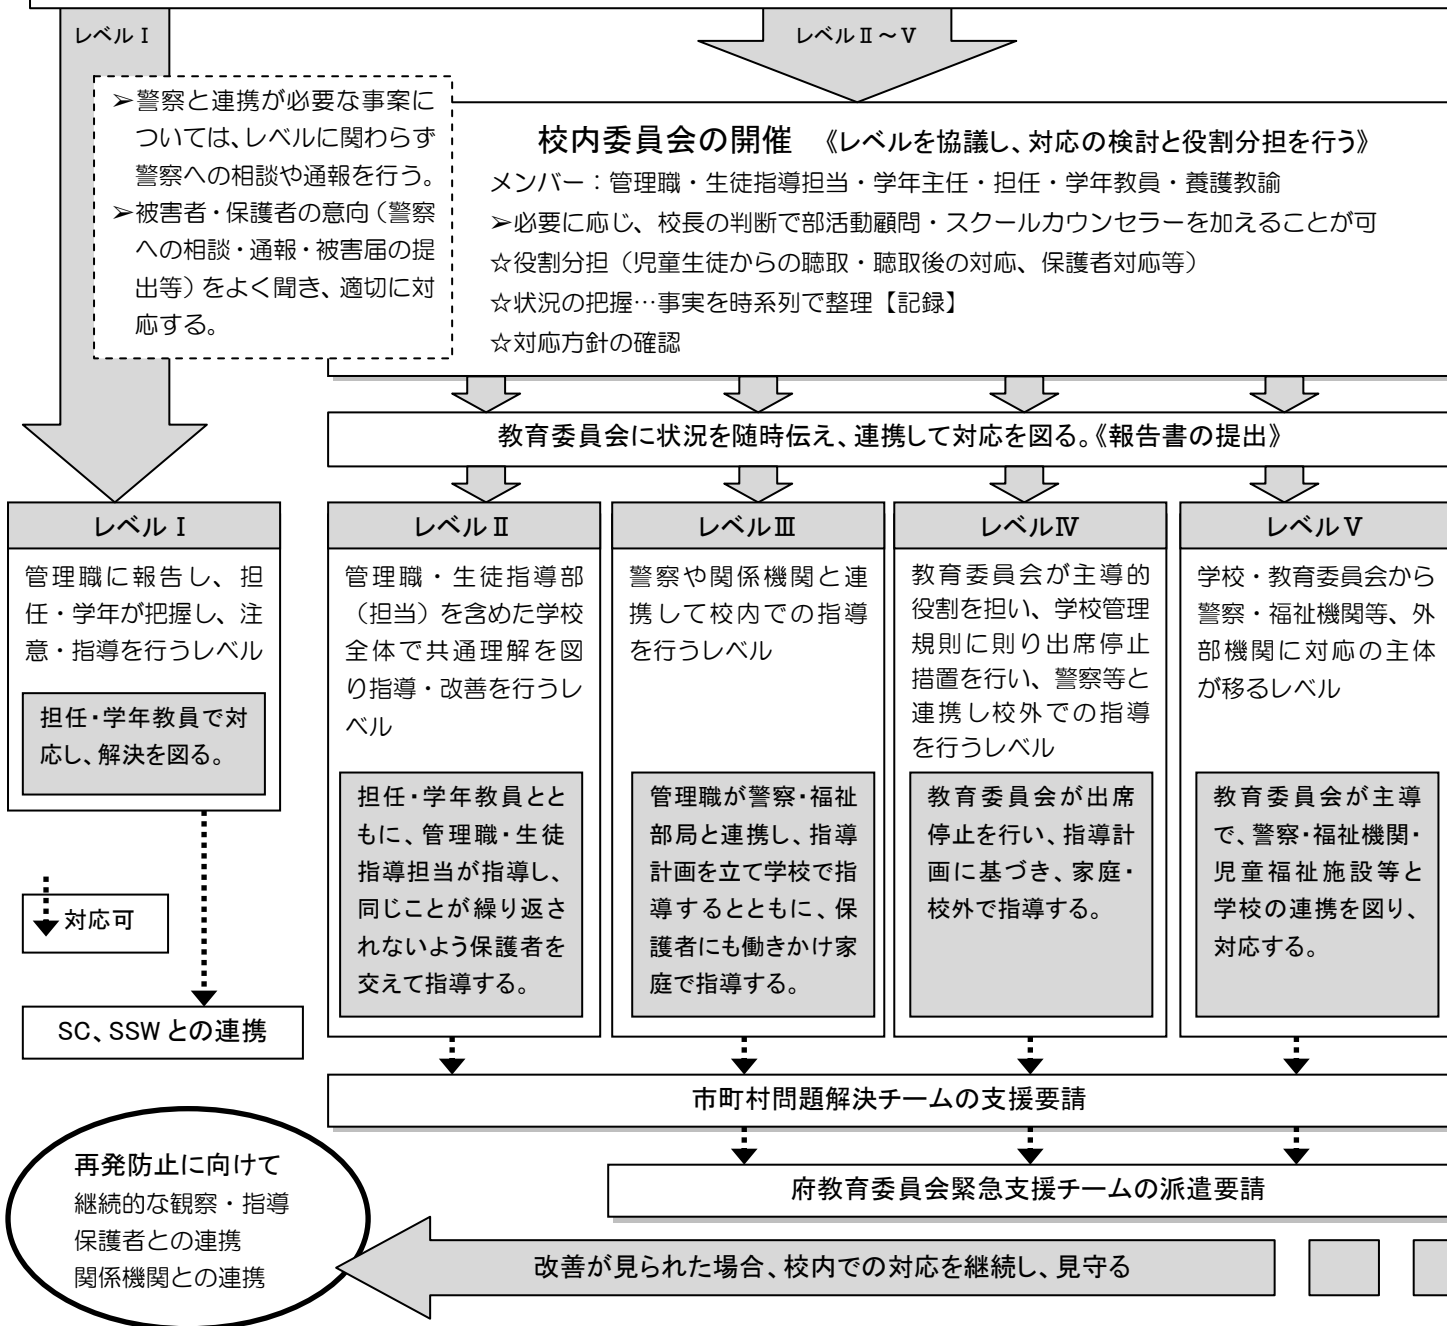 レベルⅠ
レベルⅡ～Ⅴ
➢警察と連携が必要な事案に
ついては、レベルに関わらず
警察への相談や通報を行う。
➢被害者・保護者の意向（警察
への相談・通報・被害届の提
出等）をよく聞き、適切に対
応する。
校内委員会の開催　《レベルを協議し、対応の検討と役割分担を行う》
メンバー：管理職・生徒指導担当・学年主任・担任・学年教員・養護教諭
➢必要に応じ、校長の判断で部活動顧問・スクールカウンセラーを加えることが可
☆役割分担（児童生徒からの聴取・聴取後の対応、保護者対応等）
☆状況の把握…事実を時系列で整理【記録】
☆対応方針の確認
教育委員会に状況を随時伝え、連携して対応を図る。《報告書の提出》
レベルⅠ
管理職に報告し、担
任・学年が把握し、注
意・指導を行うレベル
担任・学年教員で対
応し、解決を図る。
レベルⅡ
管理職・生徒指導部
（担当）を含めた学校
全体で共通理解を図
り指導・改善を行うレ
ベル
担任・学年教員とと
もに、管理職・生徒
指導担当が指導し、
同じことが繰り返さ
れないよう保護者を
交えて指導する。
レベルⅢ
警察や関係機関と連
携して校内での指導
を行うレベル
管理職が警察・福祉
部局と連携し、指導
計画を立て学校で指
導するとともに、保
護者にも働きかけ家
庭で指導する。
レベルⅣ
教育委員会が主導的
役割を担い、学校管理
規則に則り出席停止
措置を行い、警察等と
連携し校外での指導
を行うレベル
教育委員会が出席
停止を行い、指導計
画に基づき、家庭・
校外で指導する。
レベルⅤ
学校・教育委員会から
警察・福祉機関等、外
部機関に対応の主体
が移るレベル
教育委員会が主導
で、警察・福祉機関・
児童福祉施設等と
学校の連携を図り、
対応する。
対応可
SC、SSWとの連携
市町村問題解決チームの支援要請
府教育委員会緊急支援チームの派遣要請
再発防止に向けて
継続的な観察・指導
保護者との連携
関係機関との連携
改善が見られた場合、校内での対応を継続し、見守る